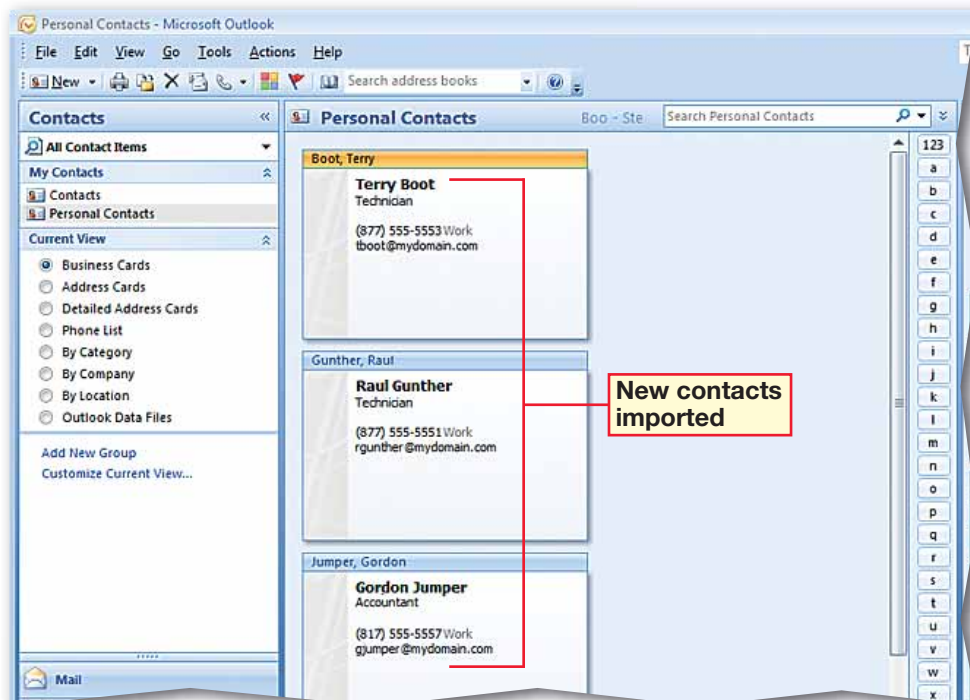 Personal Contacts - Microsoft Outlook
File Edit View Go Tools Actions Help
New Search address books
Contacts
All Contact Items
My Contacts
Contacts
Personal Contacts
Current View
Business Cards
Address Cards
Detailed Address Cards
Phone List
By Category
By Company
By Location
Outlook Data Files
Add New Group
Customize Current View...
Mail
Personal Contacts Boo - Ste Search Personal Contacts
Boot, Terry
Terry Boot
Technician
(877) 555-5553 Work
tboot@mydomain.com
Gunther, Raul
Raul Gunther
Technician
(877) 555-5551 Work
rgunther@mydomain.com
Jumper, Gordon
Gordon Jumper
Accountant
(817) 555-5557 Work
gjumper@mydomain.com
New contacts
imported
123
a
b
c
d
e
f
g
h
i
j
k
l
m
n
o
p
q
r
s
t
u
v
w
x